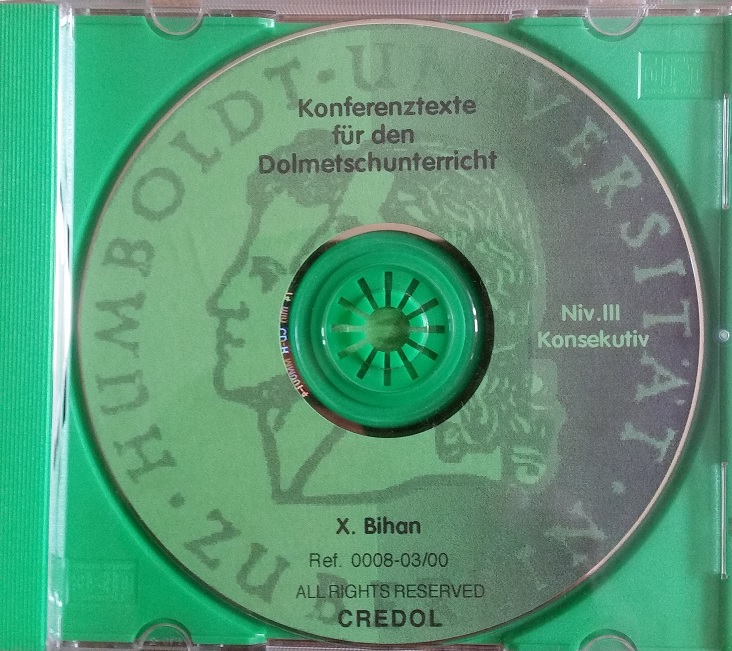 Konferenztexte
für den
Dolmetschunterricht
Niv.III
Konsekutiv
X. Bihan
Ref. 0008-03/00
ALL RIGHTS RESERVED
CREDOL
HUMBOLDT·UNIVERSITÄT·ZU